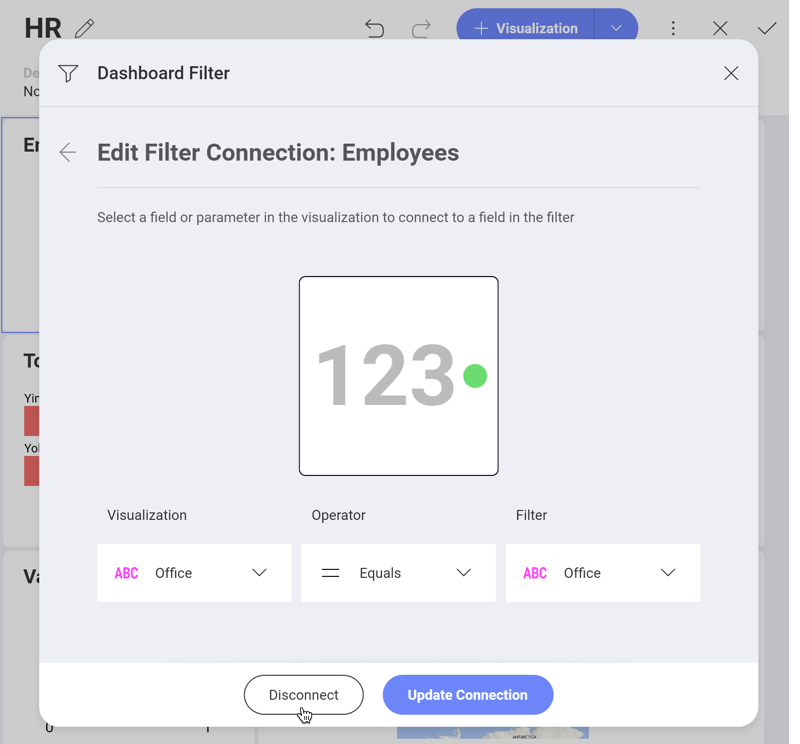 HR
Visualization
De
No
Dashboard Filter
En
Edit Filter Connection: Employees
Select a field or parameter in the visualization to connect to a field in the filter
123
To
Yin
Yol
Visualization
Operator
Filter
ABC Office
Equals
ABC Office
Va
Disconnect
Update Connection
0
1
ANTARCTICA